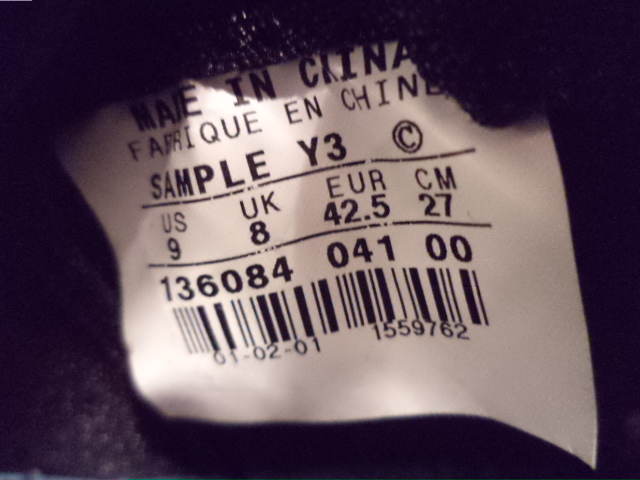 MADE IN CHINA
FABRIQUE EN CHINE
SAMPLE Y3 ©
US UK EUR CM
9 8 42.5 27
136084 041 00
01-02-01 1559762